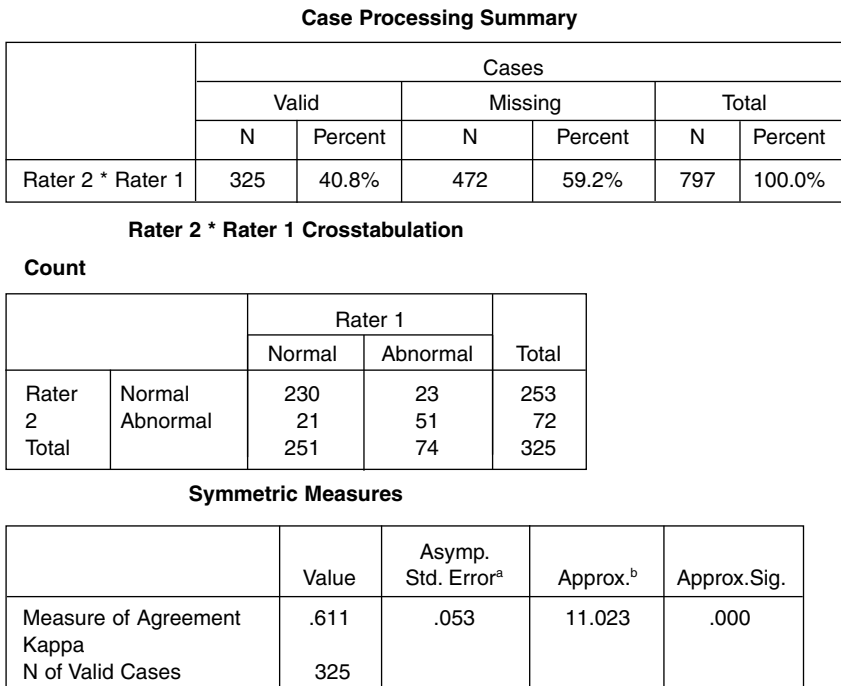 Case Processing Summary
Cases
Valid Missing Total
N Percent N Percent N Percent
Rater 2 * Rater 1 325 40.8% 472 59.2% 797 100.0%
Rater 2 * Rater 1 Crosstabulation
Count
Rater 1
Normal Abnormal Total
Rater Normal 230 23 253
2 Abnormal 21 51 72
Total 251 74 325
Symmetric Measures
Asymp.
Value Std. Errorᵃ Approx.ᵇ Approx.Sig.
Measure of Agreement .611 .053 11.023 .000
Kappa
N of Valid Cases 325